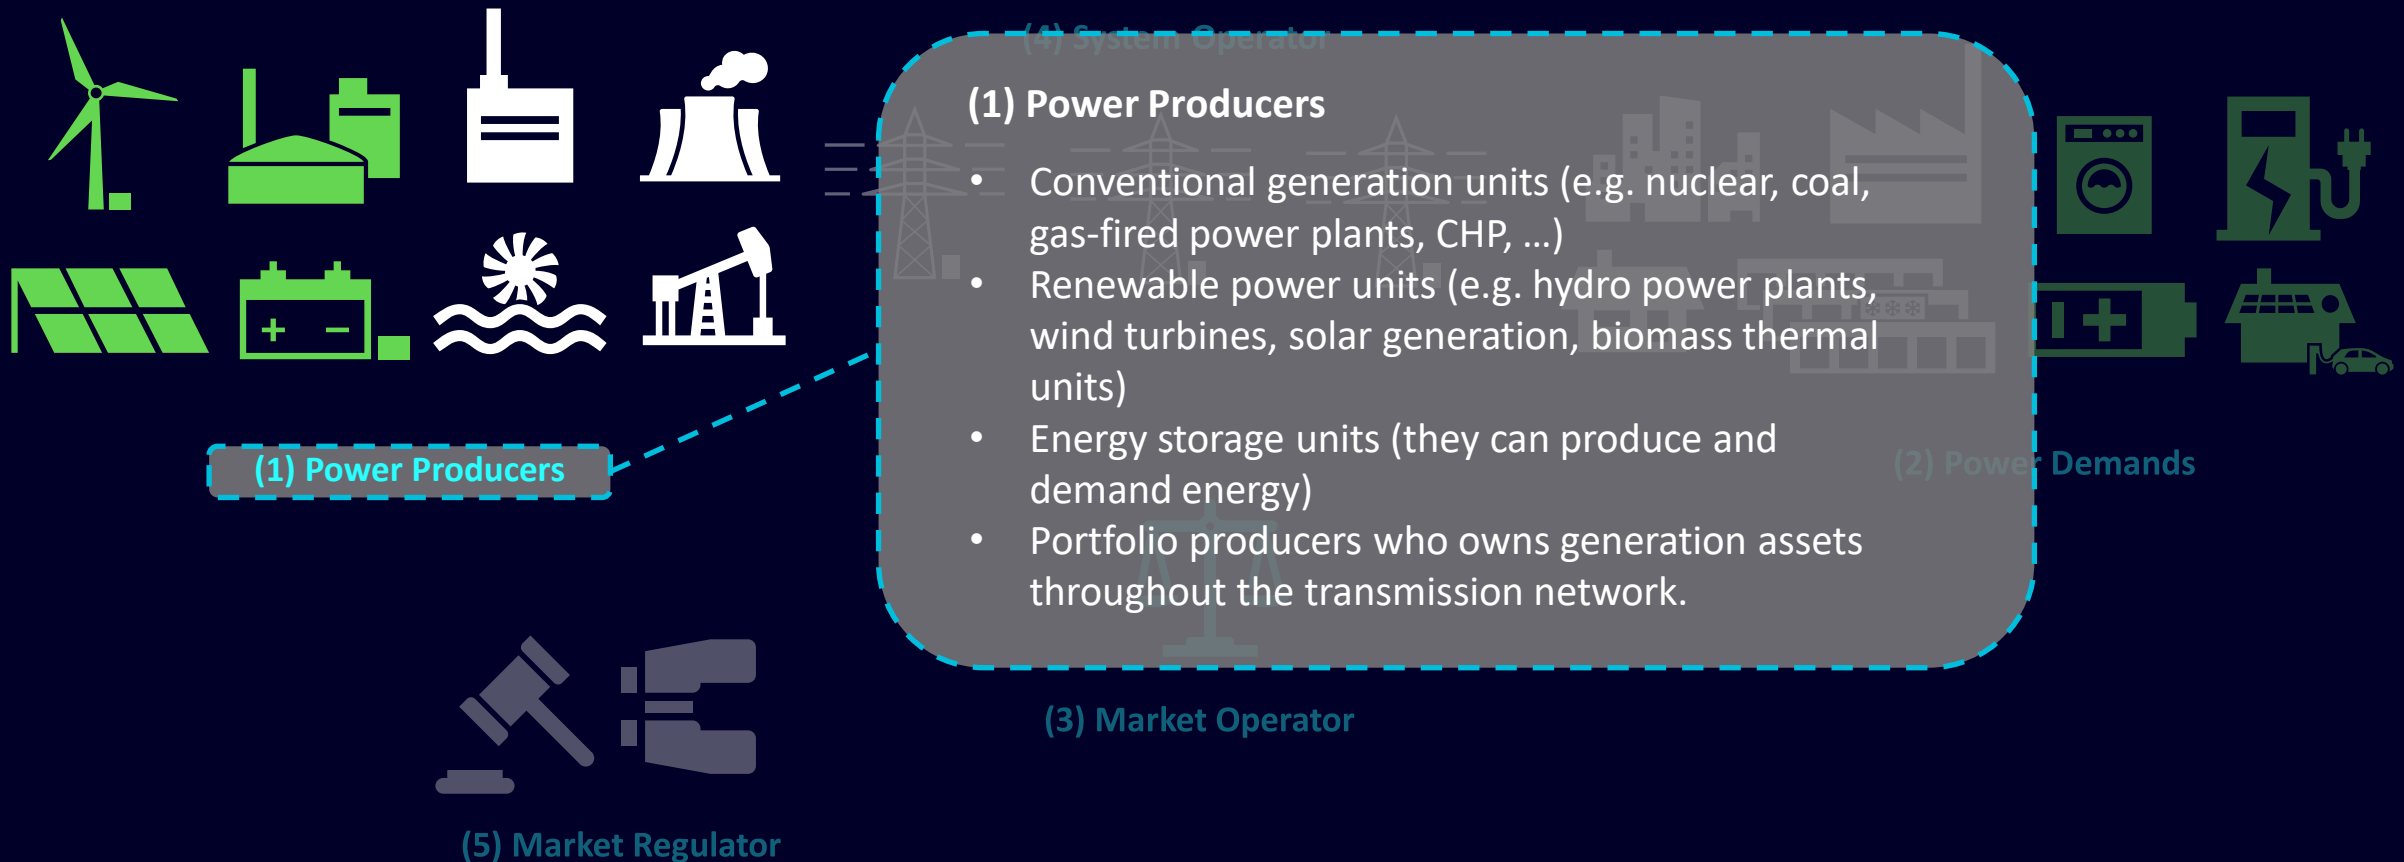 (4) System Operator
(1) Power Producers
• Conventional generation units (e.g. nuclear, coal,
gas-fired power plants, CHP, ...)
• Renewable power units (e.g. hydro power plants,
wind turbines, solar generation, biomass thermal
units)
• Energy storage units (they can produce and
demand energy)
• Portfolio producers who owns generation assets
throughout the transmission network.
(1) Power Producers
(2) Power Demands
(3) Market Operator
(5) Market Regulator